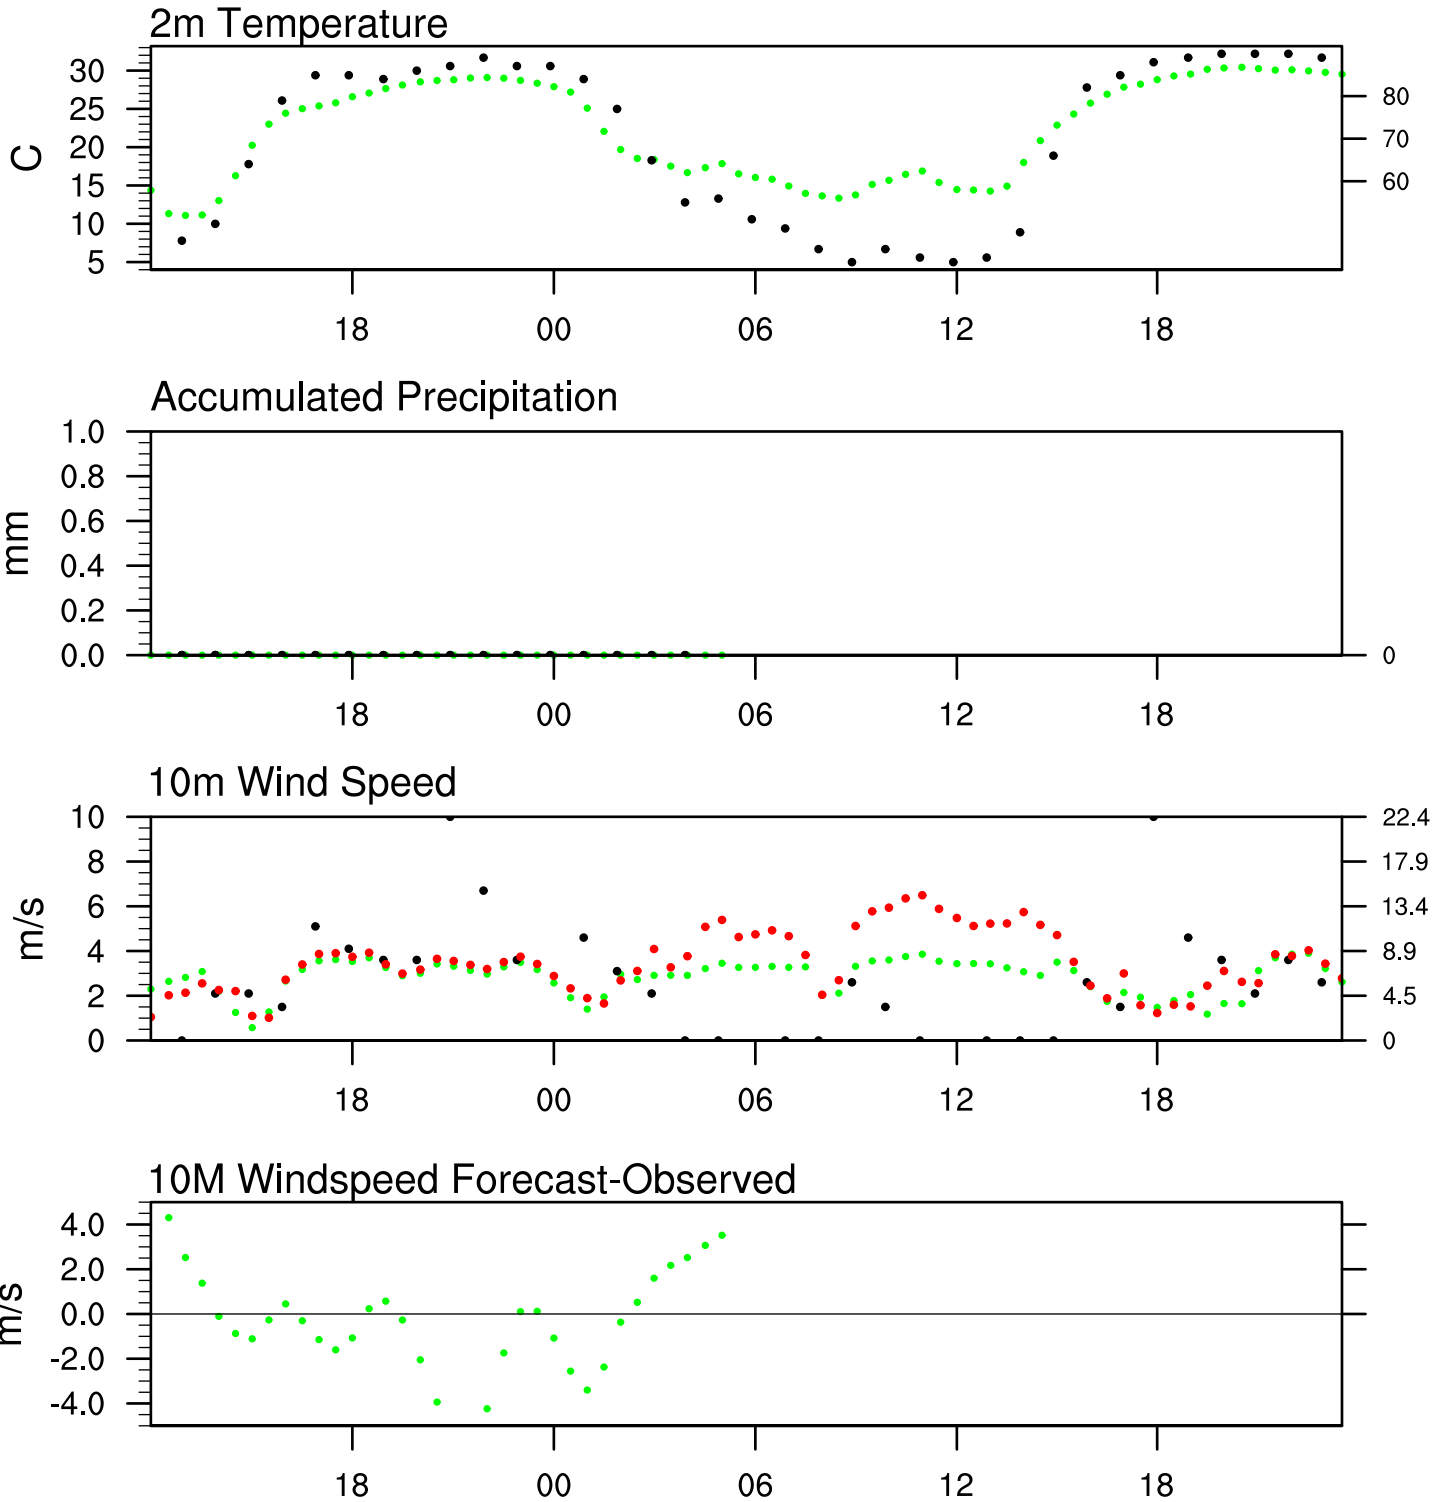 2m Temperature
30
25
20
15
10
5
C
80
70
60
18 00 06 12 18
Accumulated Precipitation
1.0
0.8
0.6
0.4
0.2
0.0
mm
0
18 00 06 12 18
10m Wind Speed
10
8
6
4
2
0
m/s
22.4
17.9
13.4
8.9
4.5
0
18 00 06 12 18
10M Windspeed Forecast-Observed
4.0
2.0
0.0
-2.0
-4.0
m/s
18 00 06 12 18